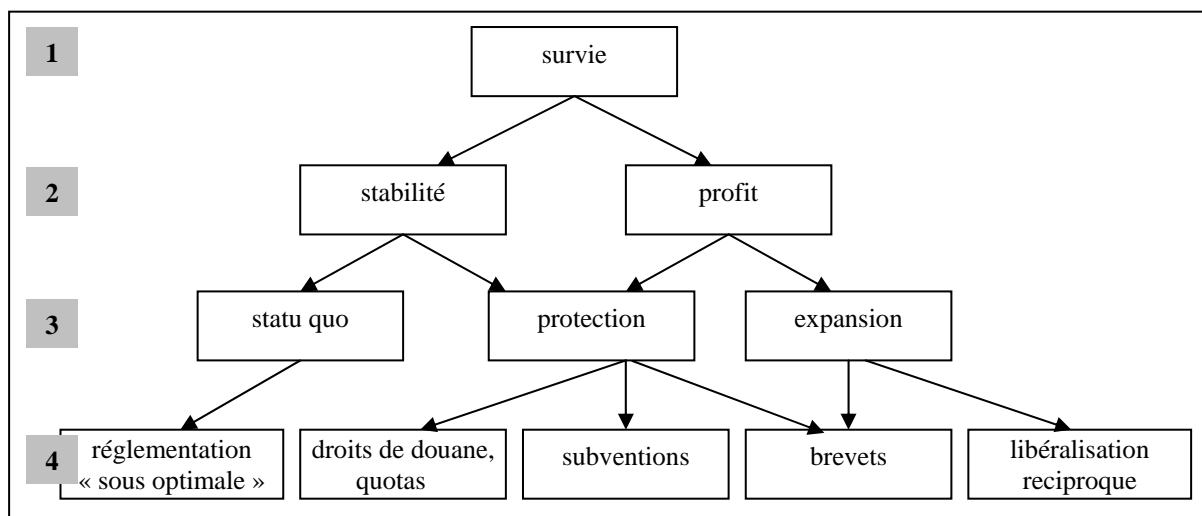 1
survie
2
stabilité
profit
3
statu quo
protection
expansion
4
réglementation
« sous optimale »
droits de douane,
quotas
subventions
brevets
libéralisation
reciproque